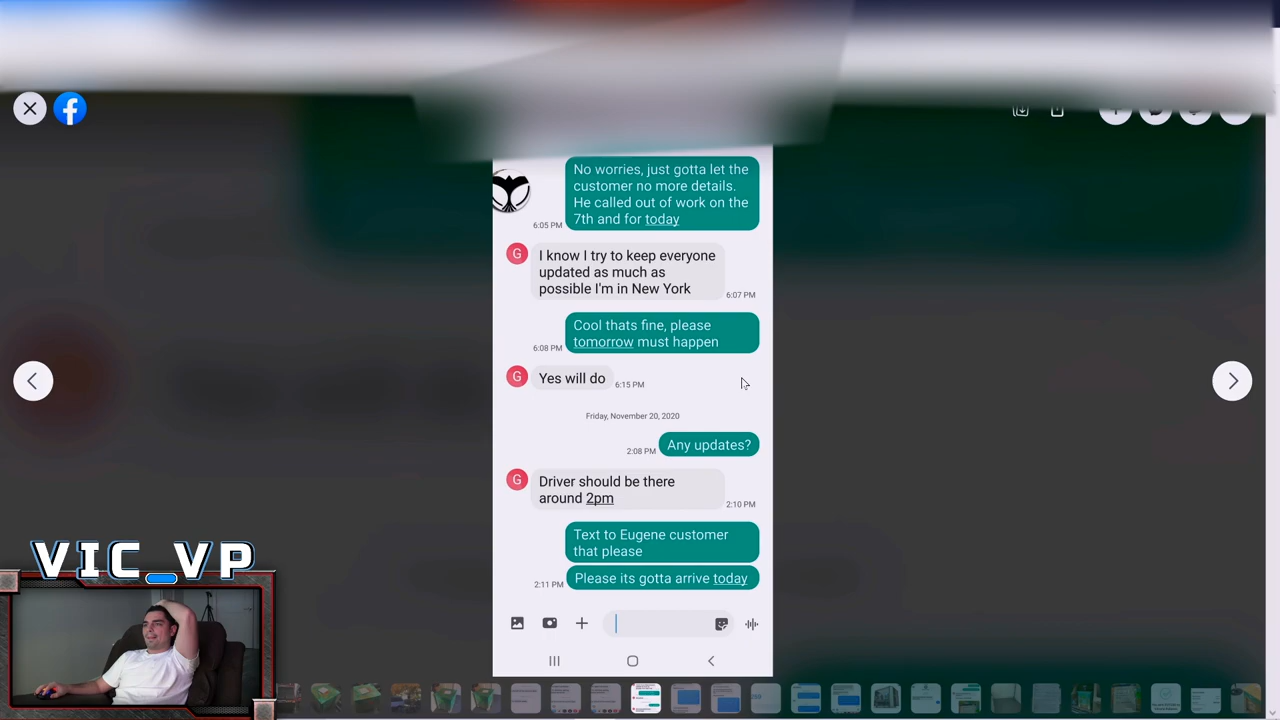 No worries, just gotta let the
customer no more details.
He called out of work on the
7th and for today
6:05 PM
G
I know I try to keep everyone
updated as much as
possible I'm in New York
6:07 PM
Cool thats fine, please
tomorrow must happen
6:08 PM
G
Yes will do
6:15 PM
Friday, November 20, 2020
Any updates?
2:08 PM
G
Driver should be there
around 2pm
2:10 PM
Text to Eugene customer
that please
Please its gotta arrive today
2:11 PM
VIC_VP